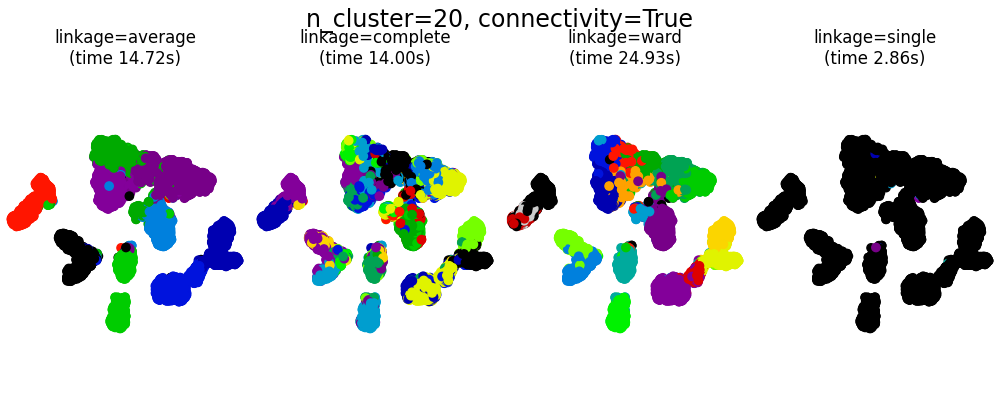 n_cluster=20, connectivity=True
linkage=average
(time 14.72s)
linkage=complete
(time 14.00s)
linkage=ward
(time 24.93s)
linkage=single
(time 2.86s)